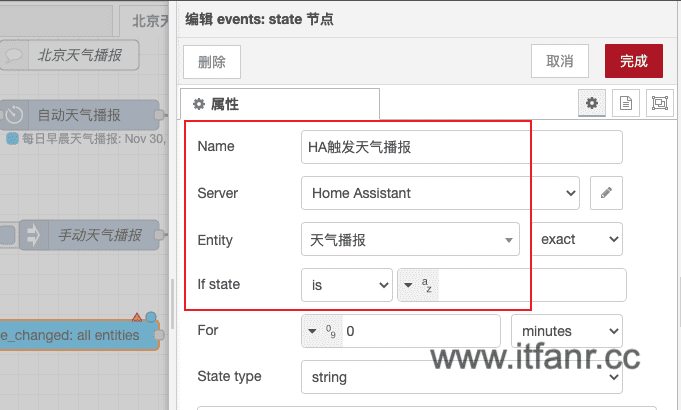 北京天
编辑 events: state 节点
北京天气播报
删除
取消
完成
自动天气播报
属性
每日早晨天气播报: Nov 30,
Name
HA触发天气播报
Server
Home Assistant
手动天气播报
Entity
天气播报
exact
If state
is
a
z
e_changed: all entities
For
0
9
0
minutes
www.itfanr.cc
State type
string